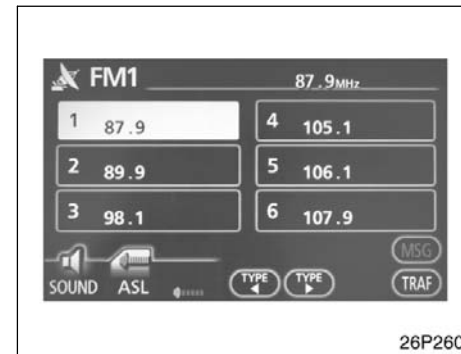 FM1 87.9MHz
1 87.9
4 105.1
2 89.9
5 106.1
3 98.1
6 107.9
MSG
SOUND ASL TYPE TYPE TRAF
26P260